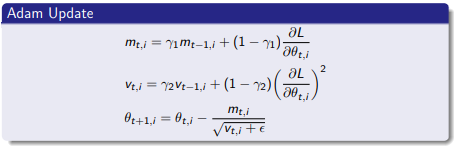 Adam Update
m_{t,i} = γ_1 m_{t−1,i} + (1 − γ_1) ∂L/∂θ_{t,i}
v_{t,i} = γ_2 v_{t−1,i} + (1 − γ_2) (∂L/∂θ_{t,i})^2
θ_{t+1,i} = θ_{t,i} − m_{t,i}/√(v_{t,i} + ϵ)